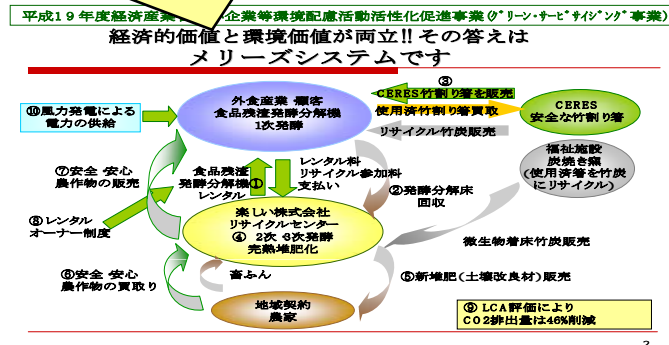 平成19年度経済産業 企業等環境配慮活動活性化促進事業(ｸﾞﾘｰﾝ・ｻｰﾋﾞｻｲｼﾞﾝｸﾞ事業)
経済的価値と環境価値が両立!!その答えは
メリーズシステムです
③
CERES竹割り箸を販売
使用済竹割り箸買取
リサイクル竹炭販売
CERES
安全な竹割り箸
外食産業 顧客
食品残渣発酵分解機
1次発酵
⑩風力発電による
電力の供給
福祉施設
炭焼き窯
(使用済箸を竹炭
にリサイクル)
⑦安全 安心
農作物の販売
食品残渣
発酵分解機①
レンタル
レンタル料
リサイクル参加料
支払い
②発酵分解床
回収
⑧レンタル
オーナー制度
楽しい株式会社
リサイクルセンター
④ 2次 3次発酵
完熟堆肥化
微生物着床竹炭販売
⑥安全 安心
農作物の買取り
畜ふん
⑤新堆肥(土壌改良材)販売
地域契約
農家
⑨ LCA評価により
CO2排出量は46%削減